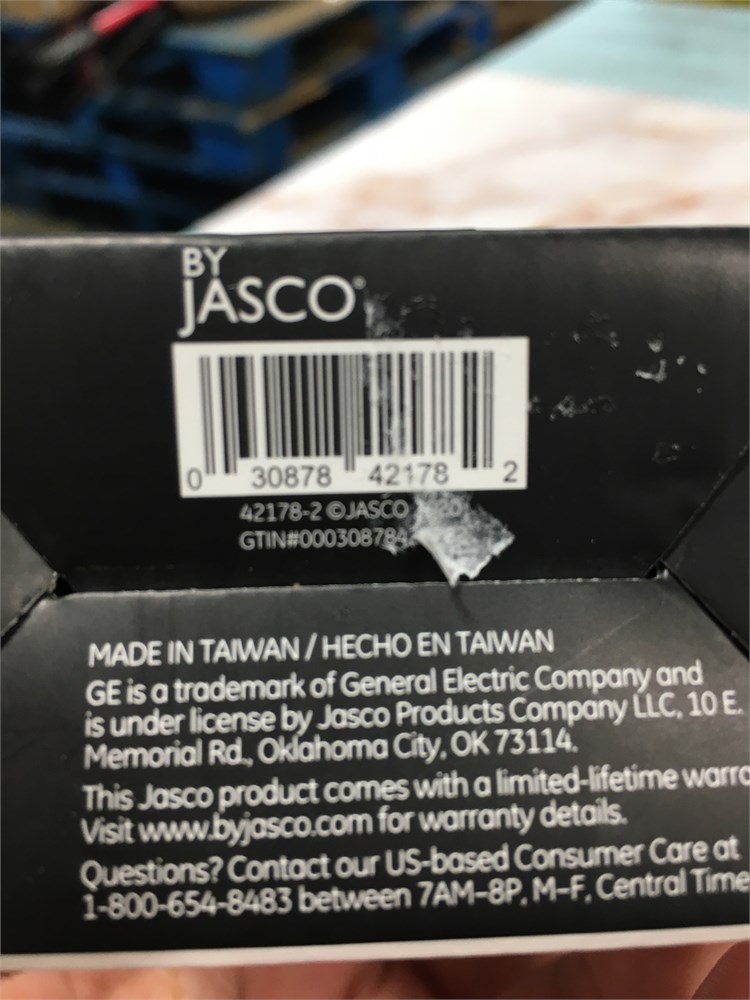 BY
JASCO
0 30878 42178 2
42178-2 ©JASCO
MADE IN TAIWAN / HECHO EN TAIWAN
GE is a trademark of General Electric Company and
is under license by Jasco Products Company LLC, 10 E.
Memorial Rd., Oklahoma City, OK 73114.
This Jasco product comes with a limited-lifetime
Visit www.byjasco.com for warranty details.
Questions? Contact our US-based Consumer Care at
1-800-654-8483 between 7AM–8P, M–F, Central Time